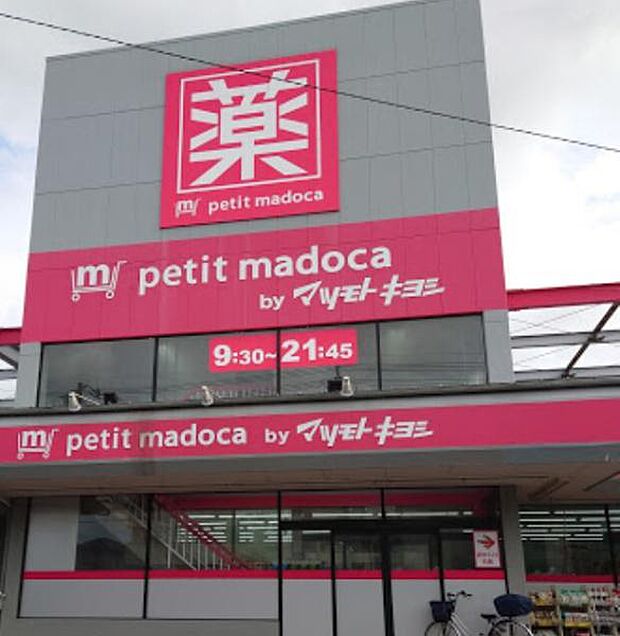 薬
m petit madoca
m petit madoca
by マツモトキヨシ
9:30~21:45
m petit madoca by マツモトキヨシ